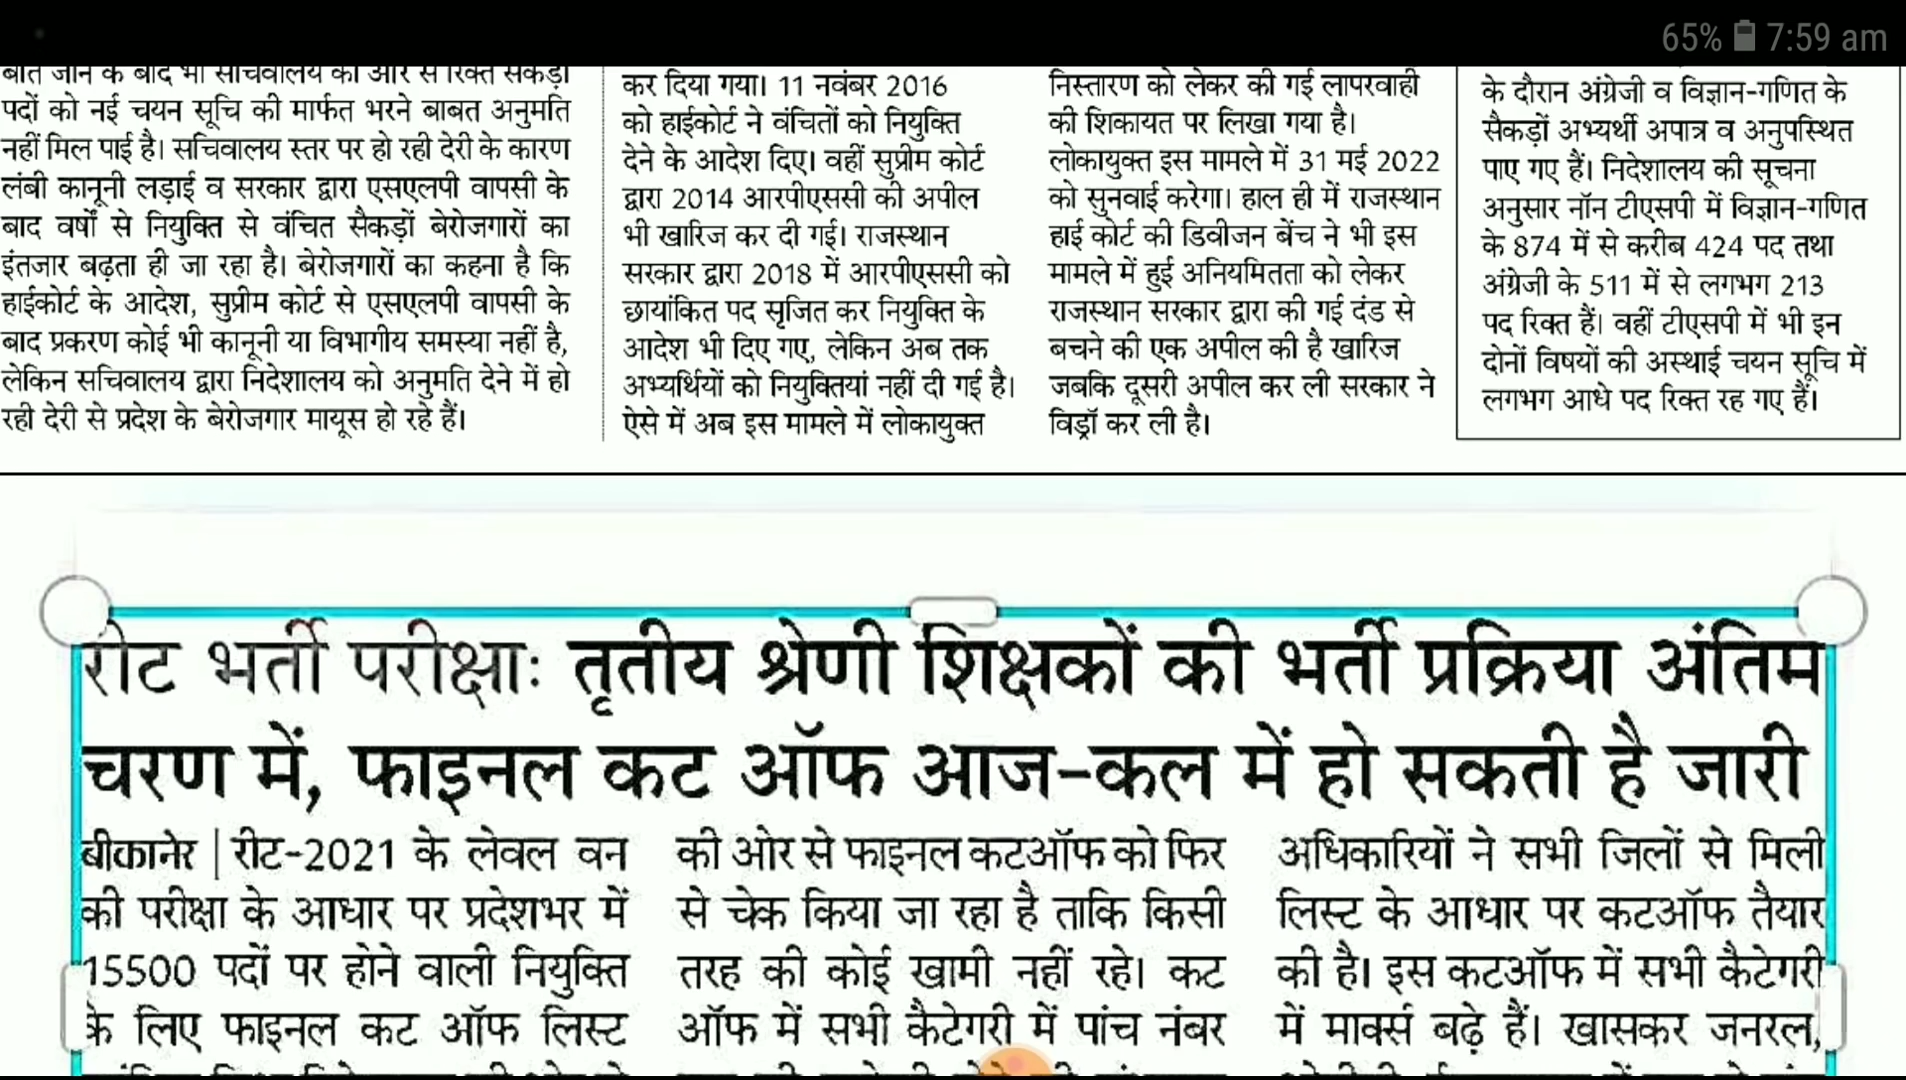 65% 7:59 am
बीत जाने के बाद भी सचिवालय की ओर से रिक्त सैकड़ों
पदों को नई चयन सूचि की मार्फत भरने बाबत अनुमति
नहीं मिल पाई है। सचिवालय स्तर पर हो रही देरी के कारण
लंबी कानूनी लड़ाई व सरकार द्वारा एसएलपी वापसी के
बाद वर्षों से नियुक्ति से वंचित सैकड़ों बेरोजगारों का
इंतजार बढ़ता ही जा रहा है। बेरोजगारों का कहना है कि
हाईकोर्ट के आदेश, सुप्रीम कोर्ट से एसएलपी वापसी के
बाद प्रकरण कोई भी कानूनी या विभागीय समस्या नहीं है,
लेकिन सचिवालय द्वारा निदेशालय को अनुमति देने में हो
रही देरी से प्रदेश के बेरोजगार मायूस हो रहे हैं।
कर दिया गया। 11 नवंबर 2016
को हाईकोर्ट ने वंचितों को नियुक्ति
देने के आदेश दिए। वहीं सुप्रीम कोर्ट
द्वारा 2014 आरपीएससी की अपील
भी खारिज कर दी गई। राजस्थान
सरकार द्वारा 2018 में आरपीएससी को
छायांकित पद सृजित कर नियुक्ति के
आदेश भी दिए गए, लेकिन अब तक
अभ्यर्थियों को नियुक्तियां नहीं दी गई है।
ऐसे में अब इस मामले में लोकायुक्त
निस्तारण को लेकर की गई लापरवाही
की शिकायत पर लिखा गया है।
लोकायुक्त इस मामले में 31 मई 2022
को सुनवाई करेगा। हाल ही में राजस्थान
हाई कोर्ट की डिवीजन बेंच ने भी इस
मामले में हुई अनियमितता को लेकर
राजस्थान सरकार द्वारा की गई दंड से
बचने की एक अपील की है खारिज
जबकि दूसरी अपील कर ली सरकार ने
विड्रॉ कर ली है।
के दौरान अंग्रेजी व विज्ञान-गणित के
सैकड़ों अभ्यर्थी अपात्र व अनुपस्थित
पाए गए हैं। निदेशालय की सूचना
अनुसार नॉन टीएसपी में विज्ञान-गणित
के 874 में से करीब 424 पद तथा
अंग्रेजी के 511 में से लगभग 213
पद रिक्त हैं। वहीं टीएसपी में भी इन
दोनों विषयों की अस्थाई चयन सूचि में
लगभग आधे पद रिक्त रह गए हैं।
रीट भर्ती परीक्षाः तृतीय श्रेणी शिक्षकों की भर्ती प्रक्रिया अंतिम
चरण में, फाइनल कट ऑफ आज-कल में हो सकती है जारी
बीकानेर | रीट-2021 के लेवल वन
की परीक्षा के आधार पर प्रदेशभर में
15500 पदों पर होने वाली नियुक्ति
के लिए फाइनल कट ऑफ लिस्ट
की ओर से फाइनल कटऑफ को फिर
से चेक किया जा रहा है ताकि किसी
तरह की कोई खामी नहीं रहे। कट
ऑफ में सभी कैटेगरी में पांच नंबर
अधिकारियों ने सभी जिलों से मिली
लिस्ट के आधार पर कटऑफ तैयार
की है। इस कटऑफ में सभी कैटेगरी
में मार्क्स बढ़े हैं। खासकर जनरल,